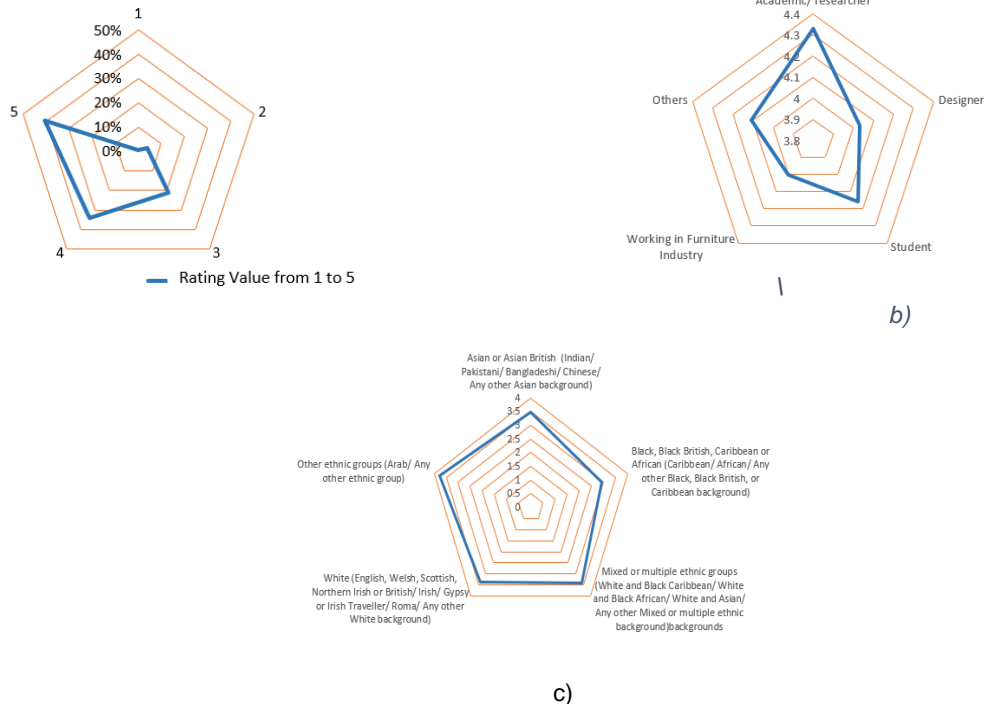 1
50%
40%
30%
20%
10%
0%
5
2
4
3
Rating Value from 1 to 5
Academic/ researcher
4.4
4.3
4.2
4.1
4
3.9
3.8
Others
Designer
Working in Furniture
Industry
Student
b)
Asian or Asian British (Indian/
Pakistani/ Bangladeshi/ Chinese/
Any other Asian background)
4
3.5
3
2.5
2
1.5
1
0.5
0
Other ethnic groups (Arab/ Any
other ethnic group)
Black, Black British, Caribbean or
African (Caribbean/ African/ Any
other Black, Black British, or
Caribbean background)
White (English, Welsh, Scottish,
Northern Irish or British/ Irish/ Gypsy
or Irish Traveller/ Roma/ Any other
White background)
Mixed or multiple ethnic groups
(White and Black Caribbean/ White
and Black African/ White and Asian/
Any other Mixed or multiple ethnic
background)backgrounds
c)